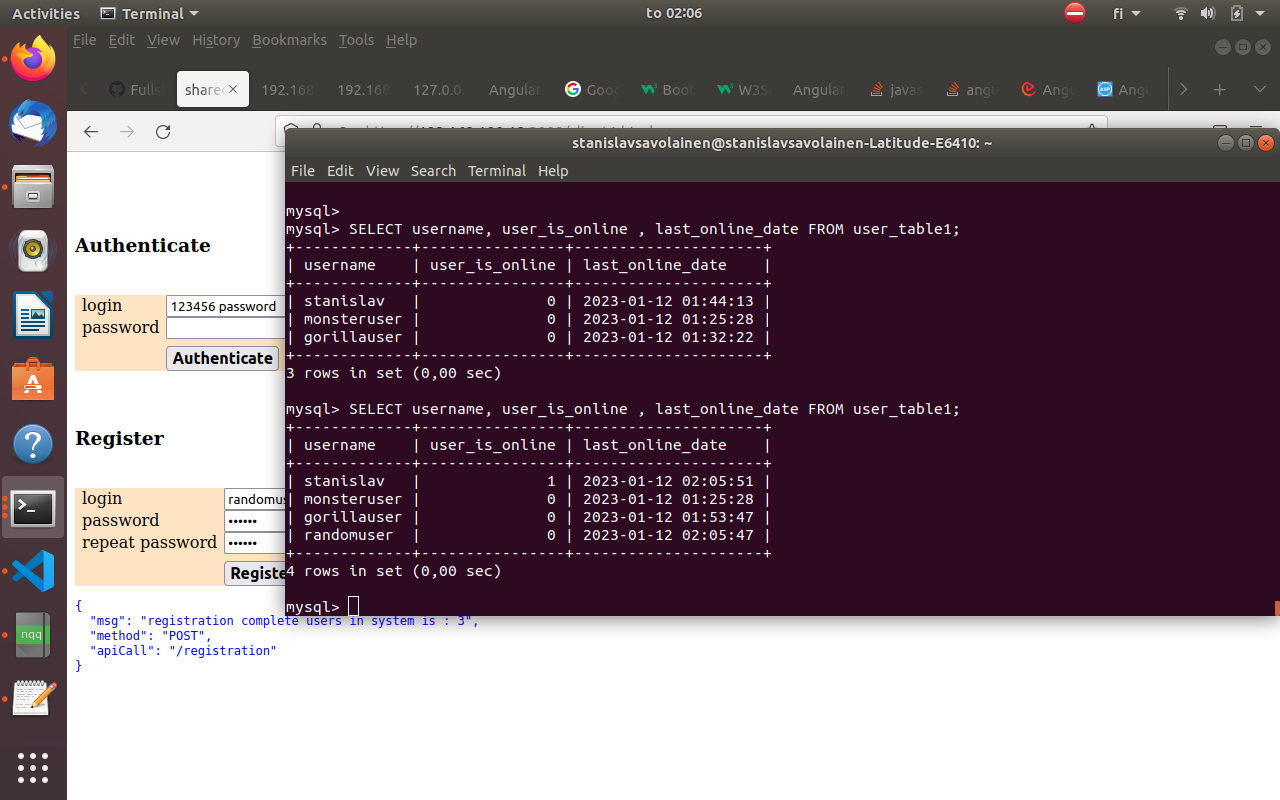 Activities Terminal to 02:06 fi
File Edit View History Bookmarks Tools Help
Fulls share 192.168 192.168 127.0.0. Angular Goo Boot W3S Angular javas angu Angu Angu
stanislavsavolainen@stanislavsavolainen-Latitude-E6410: ~
File Edit View Search Terminal Help
mysql>
mysql> SELECT username, user_is_online , last_online_date FROM user_table1;
+-------------+----------------+---------------------+
| username | user_is_online | last_online_date |
+-------------+----------------+---------------------+
| stanislav | 0 | 2023-01-12 01:44:13 |
| monsteruser | 0 | 2023-01-12 01:25:28 |
| gorillauser | 0 | 2023-01-12 01:32:22 |
+-------------+----------------+---------------------+
3 rows in set (0,00 sec)
mysql> SELECT username, user_is_online , last_online_date FROM user_table1;
+-------------+----------------+---------------------+
| username | user_is_online | last_online_date |
+-------------+----------------+---------------------+
| stanislav | 1 | 2023-01-12 02:05:51 |
| monsteruser | 0 | 2023-01-12 01:25:28 |
| gorillauser | 0 | 2023-01-12 01:53:47 |
| randomuser | 0 | 2023-01-12 02:05:47 |
+-------------+----------------+---------------------+
4 rows in set (0,00 sec)
mysql>
Authenticate
login 123456 password
password
Authenticate
Register
login randomus
password ••••••
repeat password ••••••
Registe
{
"msg": "registration complete users in system is : 3",
"method": "POST",
"apiCall": "/registration"
}
nqq